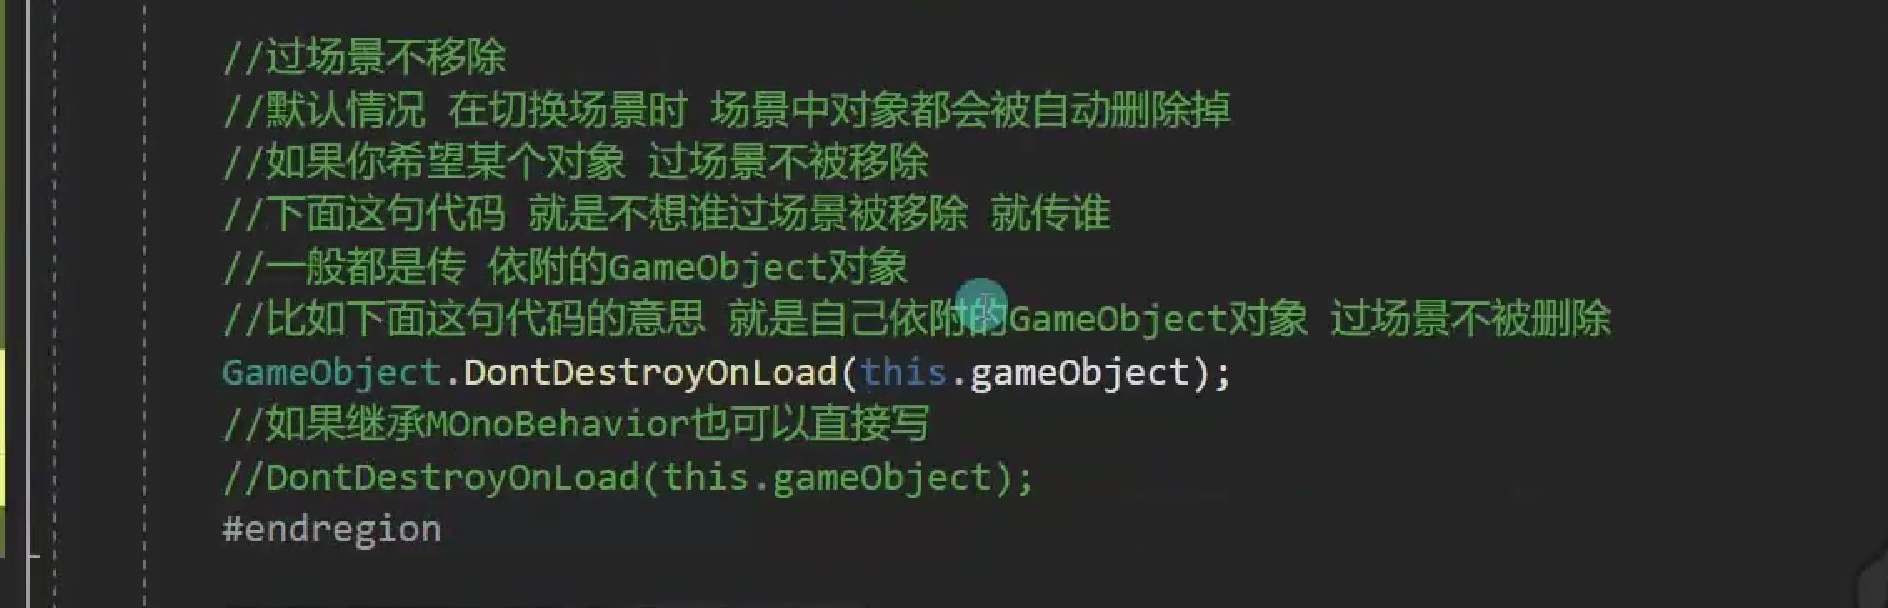 //过场景不移除
//默认情况 在切换场景时 场景中对象都会被自动删除掉
//如果你希望某个对象 过场景不被移除
//下面这句代码 就是不想谁过场景被移除 就传谁
//一般都是传 依附的GameObject对象
//比如下面这句代码的意思 就是自己依附的GameObject对象 过场景不被删除
GameObject.DontDestroyOnLoad(this.gameObject);
//如果继承MOnoBehavior也可以直接写
//DontDestroyOnLoad(this.gameObject);
#endregion